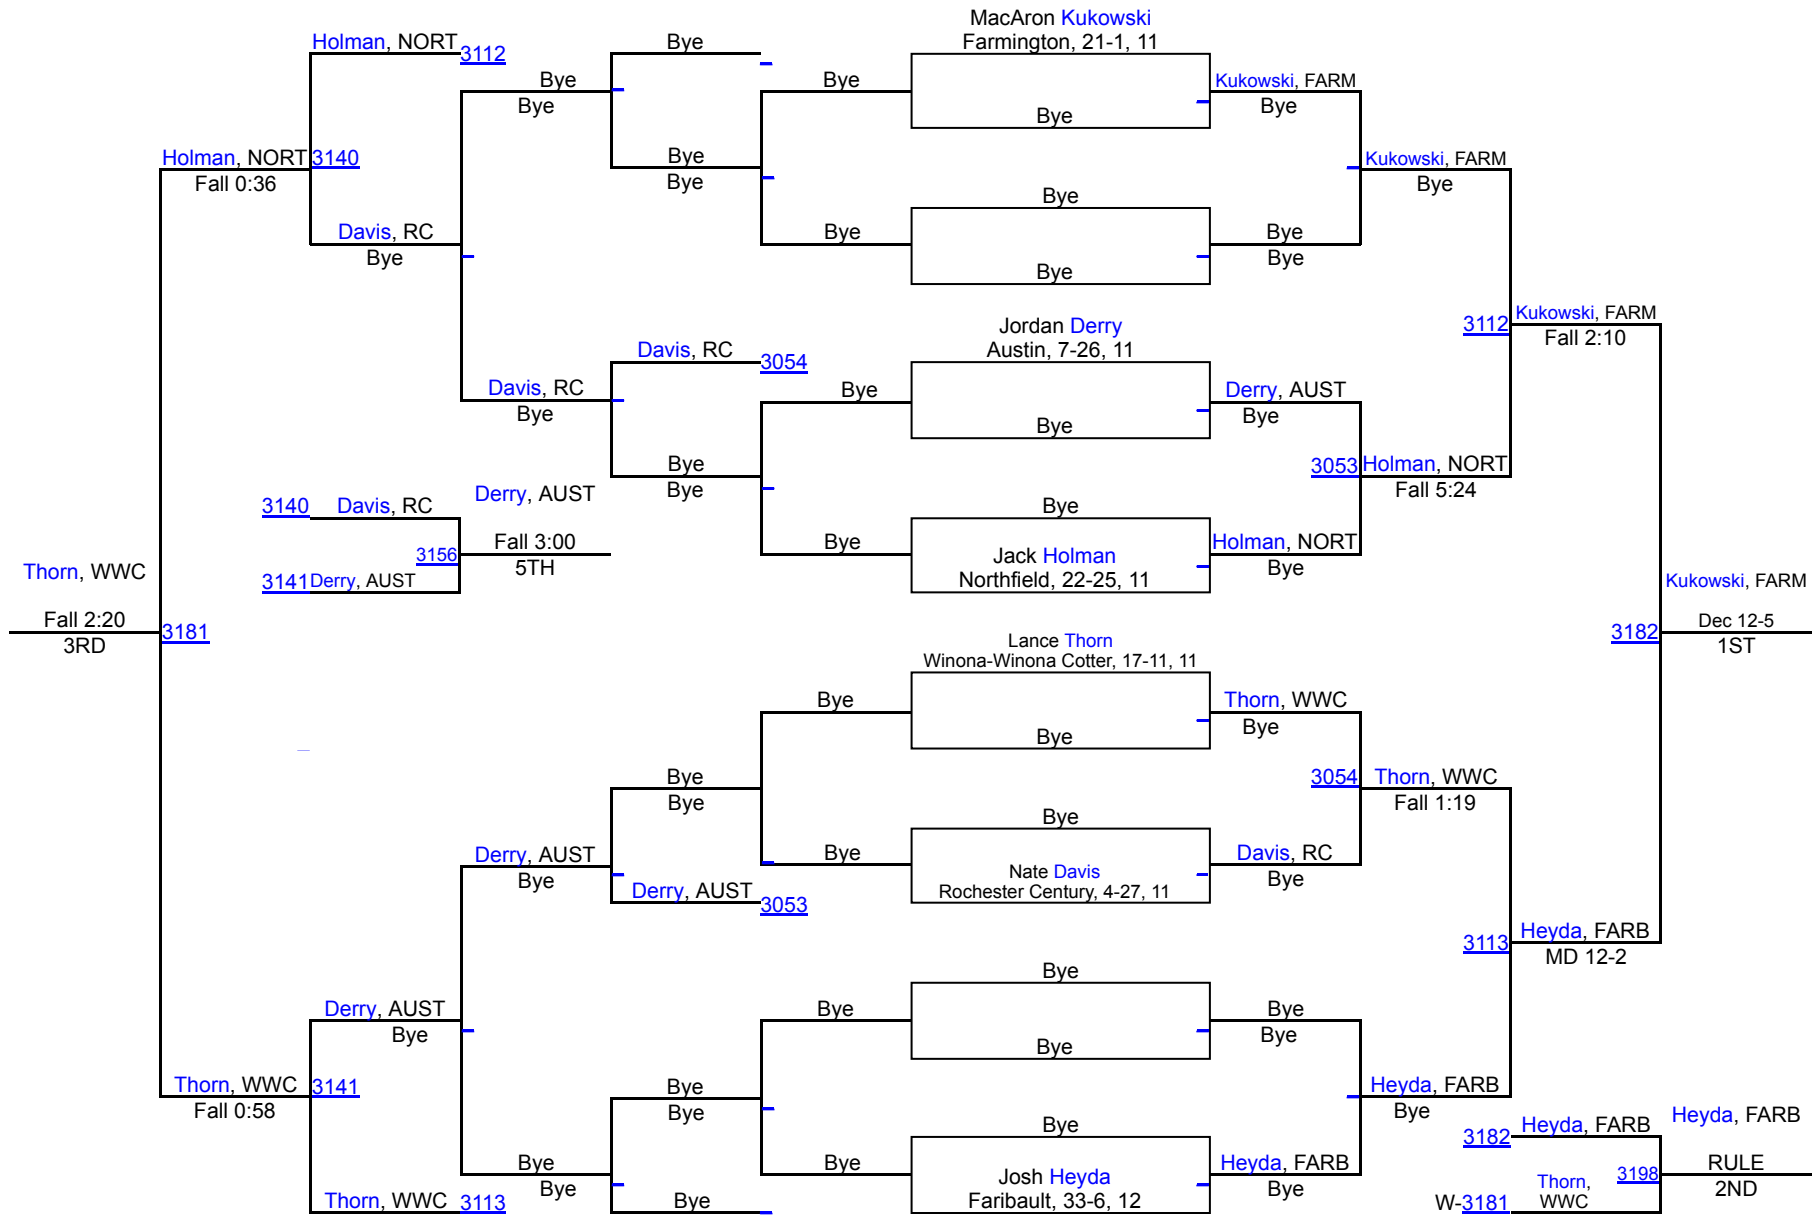 MacAron Kukowski
Farmington, 21-1, 11
Holman, NORT
3112
Bye
Bye
Bye
Bye
Kukowski, FARM
Bye
Bye
Holman, NORT
3140
Fall 0:36
Bye
Bye
Kukowski, FARM
Bye
Bye
Davis, RC
Bye
Bye
Bye
Bye
Bye
Kukowski, FARM
3112
Fall 2:10
Jordan Derry
Austin, 7-26, 11
Davis, RC
3054
Davis, RC
Bye
Bye
Derry, AUST
Bye
Bye
Bye
Bye
3053
Holman, NORT
Fall 5:24
3140
Davis, RC
Derry, AUST
Bye
Fall 3:00
3156
5TH
3141
Derry, AUST
Bye
Jack Holman
Northfield, 22-25, 11
Holman, NORT
Bye
Thorn, WWC
Fall 2:20
3181
3RD
Kukowski, FARM
Dec 12-5
3182
1ST
Lance Thorn
Winona-Winona Cotter, 17-11, 11
Bye
Thorn, WWC
Bye
Bye
Bye
Bye
3054
Thorn, WWC
Fall 1:19
Bye
Derry, AUST
Bye
Bye
Nate Davis
Rochester Century, 4-27, 11
Davis, RC
Bye
Derry, AUST
3053
3113
Heyda, FARB
MD 12-2
Bye
Derry, AUST
Bye
Bye
Bye
Bye
Bye
Thorn, WWC
3141
Fall 0:58
Bye
Bye
Heyda, FARB
Bye
Bye
Bye
Bye
Bye
Josh Heyda
Faribault, 33-6, 12
Heyda, FARB
Bye
Thorn, WWC
3113
Bye
3182
Heyda, FARB
Heyda, FARB
3198
RULE
2ND
W-3181
Thorn,
WWC